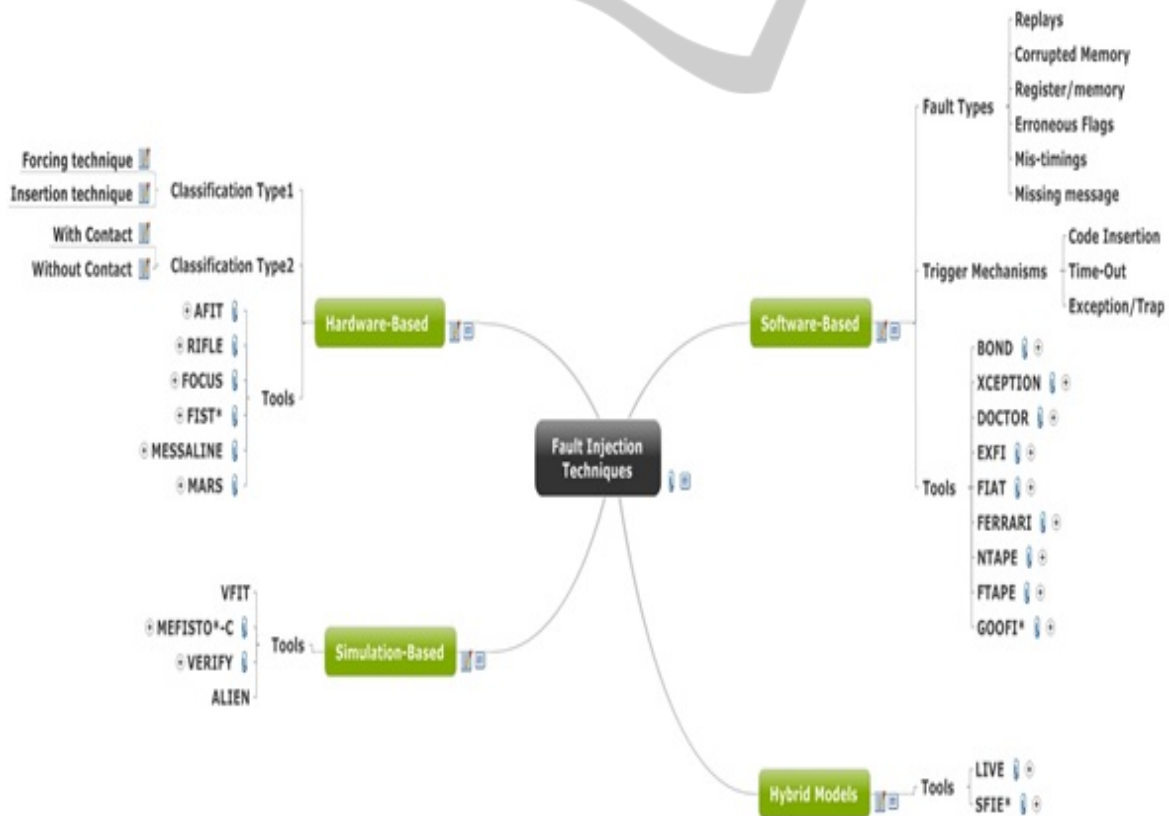 Fault Injection
Techniques
Hardware-Based
Classification Type1
Forcing technique
Insertion technique
Classification Type2
With Contact
Without Contact
Tools
AFIT
RIFLE
FOCUS
FIST*
MESSALINE
MARS
Simulation-Based
Tools
VFIT
MEFISTO*-C
VERIFY
ALIEN
Software-Based
Fault Types
Replays
Corrupted Memory
Register/memory
Erroneous Flags
Mis-timings
Missing message
Trigger Mechanisms
Code Insertion
Time-Out
Exception/Trap
Tools
BOND
XCEPTION
DOCTOR
EXFI
FIAT
FERRARI
NTAPE
FTAPE
GOOFI*
Hybrid Models
Tools
LIVE
SFIE*